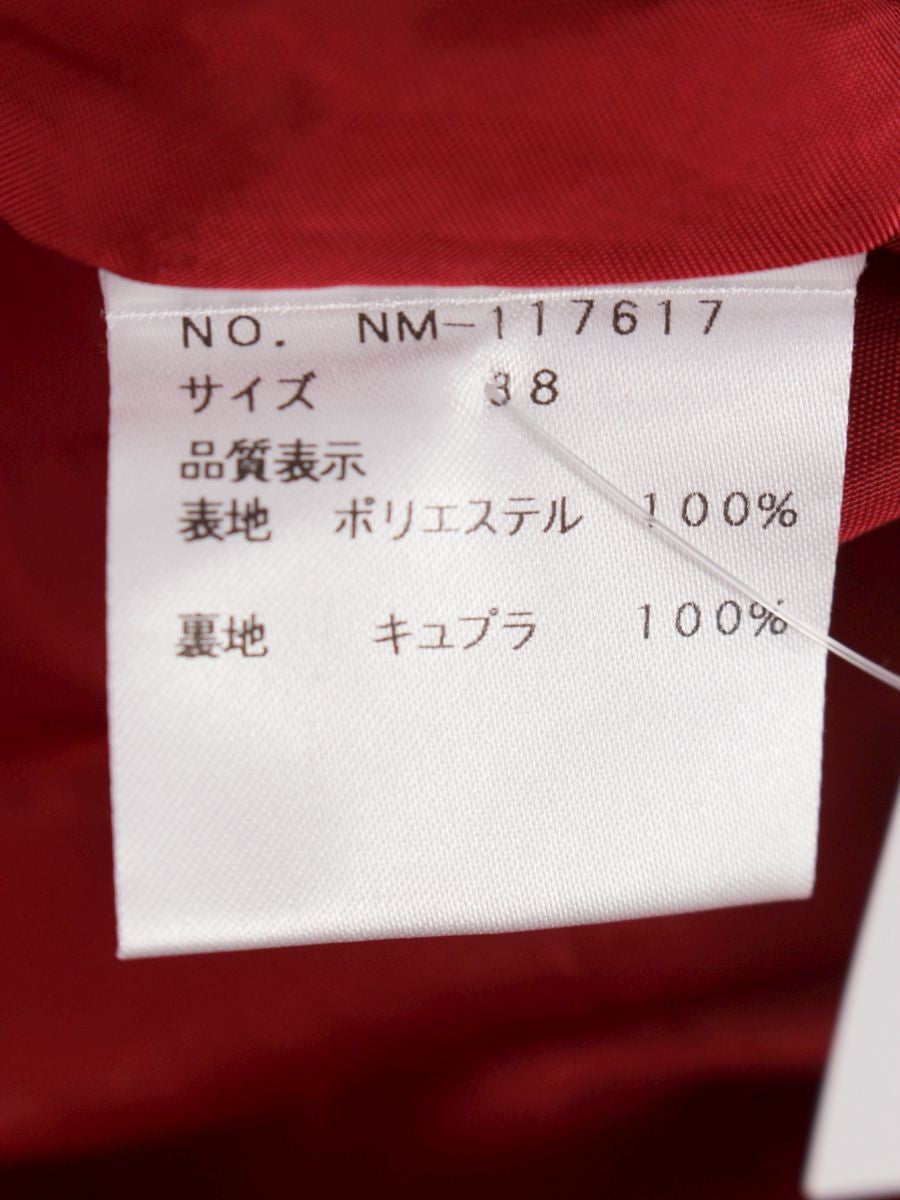 NO. NM-117617
サイズ 38
品質表示
表地 ポリエステル 100%
裏地 キュプラ 100%